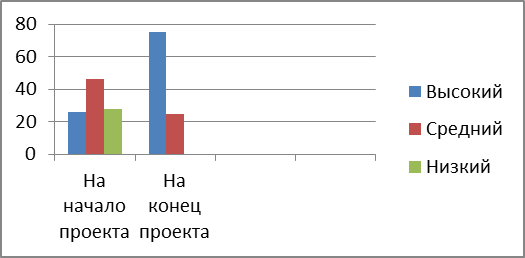 80
60
40
20
0
На
начало
проекта
На
конец
проекта
Высокий
Средний
Низкий